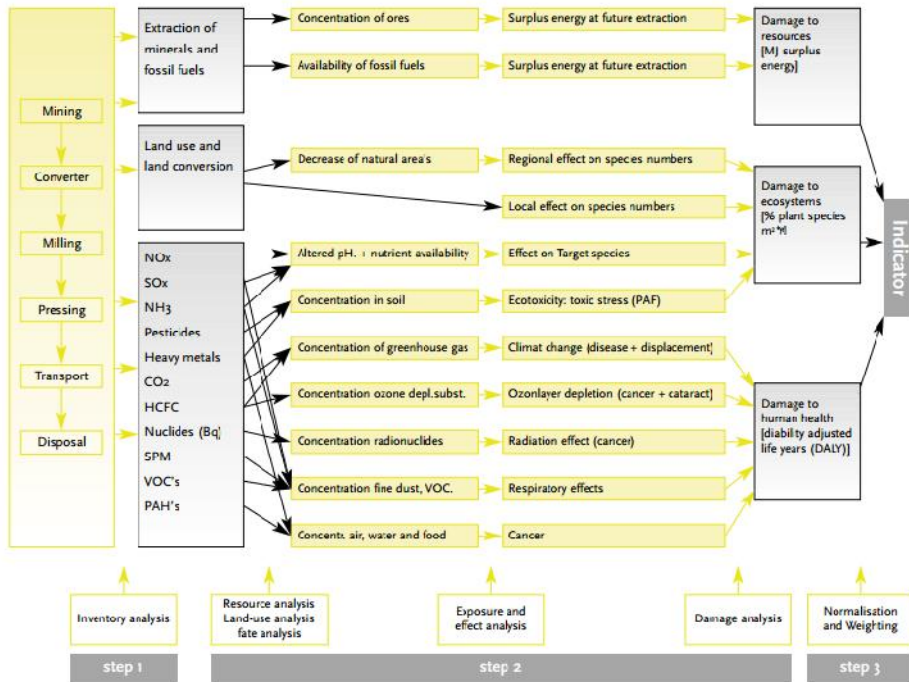 Mining
Converter
Milling
Pressing
Transport
Disposal
Extraction of
minerals and
fossil fuels
Land use and
land conversion
NOx
SOx
NH3
Pesticides
Heavy metals
CO2
HCFC
Nuclides (Bq)
SPM
VOC's
PAH's
Concentration of ores
Availability of fossil fuels
Decrease of natural areas
Altered pH. + nutrient availability
Concentration in soil
Concentration of greenhouse gas
Concentration ozone depl.subst.
Concentration radionuclides
Concentration fine dust, VOC.
Concentr. air, water and food
Surplus energy at future extraction
Surplus energy at future extraction
Regional effect on species numbers
Local effect on species numbers
Effect on Target species
Ecotoxicity: toxic stress (PAF)
Climat change (disease + displacement)
Ozonlayer depletion (cancer + cataract)
Radiation effect (cancer)
Respiratory effects
Cancer
Damage to
resources
[MJ surplus
energy]
Damage to
ecosystems
[% plant species
Damage to
human health
[diability adjusted
life years (DALY)]
Indicator
Inventory analysis
Resource analysis
Land-use analysis
fate analysis
Exposure and
effect analysis
Damage analysis
Normalisation
and Weighting
step 1
step 2
step 3